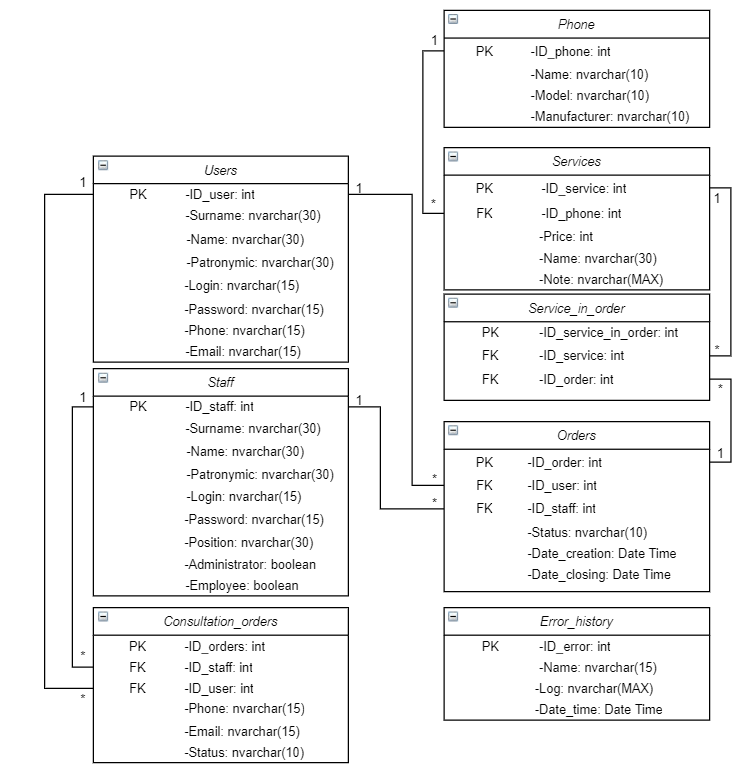 Phone
1
PK -ID_phone: int
-Name: nvarchar(10)
-Model: nvarchar(10)
-Manufacturer: nvarchar(10)
Services
PK -ID_service: int
1
* FK -ID_phone: int
-Price: int
-Name: nvarchar(30)
-Note: nvarchar(MAX)
Service_in_order
PK -ID_service_in_order: int
FK -ID_service: int
*
FK -ID_order: int
*
Users
1 PK -ID_user: int 1
-Surname: nvarchar(30)
-Name: nvarchar(30)
-Patronymic: nvarchar(30)
-Login: nvarchar(15)
-Password: nvarchar(15)
-Phone: nvarchar(15)
-Email: nvarchar(15)
Staff
1 PK -ID_staff: int 1
-Surname: nvarchar(30)
-Name: nvarchar(30)
-Patronymic: nvarchar(30)
-Login: nvarchar(15)
-Password: nvarchar(15)
-Position: nvarchar(30)
-Administrator: boolean
-Employee: boolean
Orders
PK -ID_order: int 1
* FK -ID_user: int
* FK -ID_staff: int
-Status: nvarchar(10)
-Date_creation: Date Time
-Date_closing: Date Time
Consultation_orders
PK -ID_orders: int
* FK -ID_staff: int
* FK -ID_user: int
-Phone: nvarchar(15)
-Email: nvarchar(15)
-Status: nvarchar(10)
Error_history
PK -ID_error: int
-Name: nvarchar(15)
-Log: nvarchar(MAX)
-Date_time: Date Time